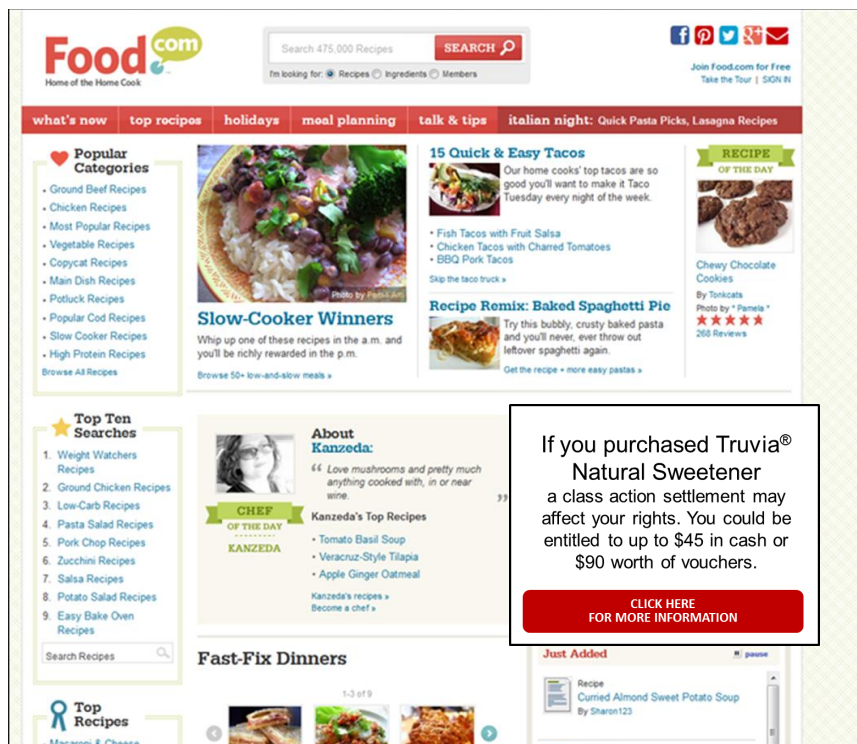 Food.com
Home of the Home Cook
Search 475,000 Recipes
SEARCH
I'm looking for: Recipes Ingredients Members
Join Food.com for Free
Take the Tour | SIGN IN
what's new
top recipes
holidays
meal planning
talk & tips
italian night: Quick Pasta Picks, Lasagna Recipes
Popular
Categories
Ground Beef Recipes
Chicken Recipes
Most Popular Recipes
Vegetable Recipes
Copycat Recipes
Main Dish Recipes
Potluck Recipes
Popular Cod Recipes
Slow Cooker Recipes
High Protein Recipes
Browse All Recipes
Photo by
Slow-Cooker Winners
Whip up one of these recipes in the a.m. and
you'll be richly rewarded in the p.m.
Browse 50+ low-and-slow meals »
15 Quick & Easy Tacos
Our home cooks' top tacos are so
good you'll want to make it Taco
Tuesday every night of the week.
• Fish Tacos with Fruit Salsa
• Chicken Tacos with Charred Tomatoes
• BBQ Pork Tacos
Skip the taco truck »
Recipe Remix: Baked Spaghetti Pie
Try this bubbly, crusty baked pasta
and you'll never, ever throw out
leftover spaghetti again.
Get the recipe + more easy pastas »
RECIPE
OF THE DAY
Chewy Chocolate
Cookies
By Tonkcats
Photo by * Pamela *
268 Reviews
Top Ten
Searches
1. Weight Watchers
Recipes
2. Ground Chicken Recipes
3. Low-Carb Recipes
4. Pasta Salad Recipes
5. Pork Chop Recipes
6. Zucchini Recipes
7. Salsa Recipes
8. Potato Salad Recipes
9. Easy Bake Oven
Recipes
Search Recipes
Top
Recipes
Macaroni & Cheese
CHEF
OF THE DAY
KANZEDA
About
Kanzeda:
“ Love mushrooms and pretty much
anything cooked with, in or near
wine. ”
Kanzeda's Top Recipes
• Tomato Basil Soup
• Veracruz-Style Tilapia
• Apple Ginger Oatmeal
Kanzeda's recipes »
Become a chef »
If you purchased Truvia®
Natural Sweetener
a class action settlement may
affect your rights. You could be
entitled to up to $45 in cash or
$90 worth of vouchers.
CLICK HERE
FOR MORE INFORMATION
Fast-Fix Dinners
1-3 of 9
Just Added
pause
Recipe
Curried Almond Sweet Potato Soup
By Sharon123